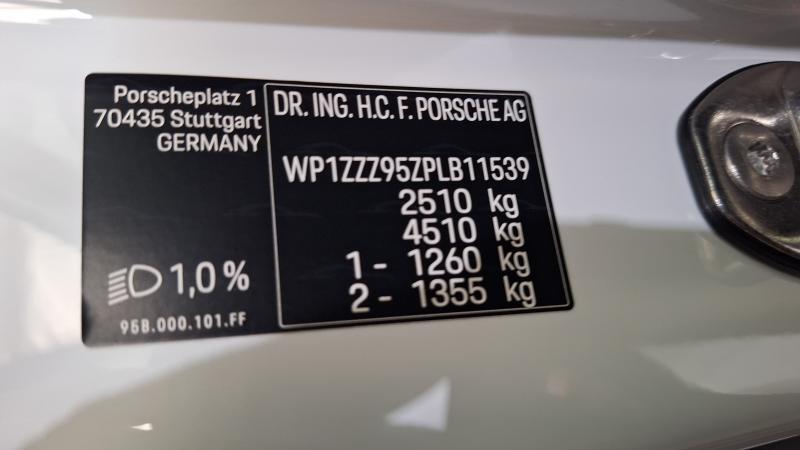 Porscheplatz 1
70435 Stuttgart
GERMANY
1,0 %
95B.000.101.FF
DR. ING. H.C. F. PORSCHE AG
WP1ZZZ95ZPLB11539
2510 kg
4510 kg
1 - 1260 kg
2 - 1355 kg